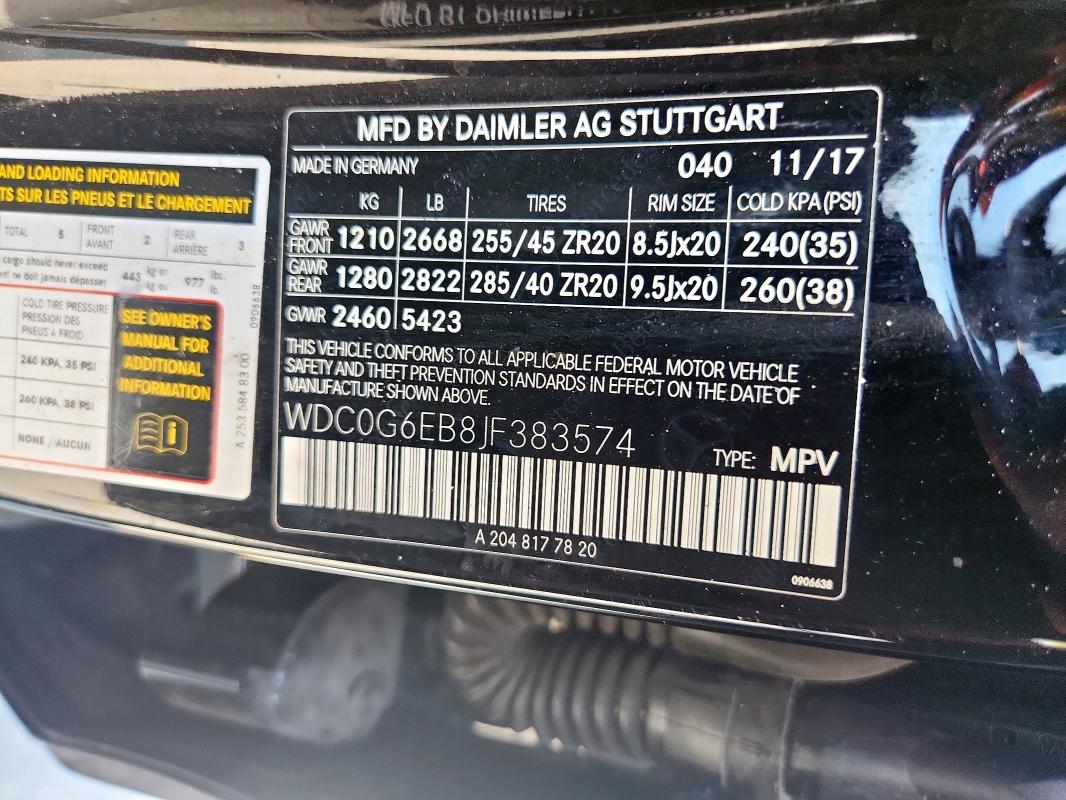 AND LOADING INFORMATION
TS SUR LES PNEUS ET LE CHARGEMENT
TOTAL 5 FRONT AVANT 2 REAR ARRIÈRE 3
cargo should never exceed
ent ne doit jamais dépasser 443 kg or kg ou 977 lbs. lb.
COLD TIRE PRESSURE
PRESSION DES
PNEUS A FROID
240 KPA, 35 PSI
260 KPA, 38 PSI
NONE / AUCUN
SEE OWNER'S
MANUAL FOR
ADDITIONAL
INFORMATION
A 253 584 83 00
0906638
MFD BY DAIMLER AG STUTTGART
MADE IN GERMANY 040 11/17
KG LB TIRES RIM SIZE COLD KPA (PSI)
GAWR FRONT 1210 2668 255/45 ZR20 8.5Jx20 240(35)
GAWR REAR 1280 2822 285/40 ZR20 9.5Jx20 260(38)
GVWR 2460 5423
THIS VEHICLE CONFORMS TO ALL APPLICABLE FEDERAL MOTOR VEHICLE
SAFETY AND THEFT PREVENTION STANDARDS IN EFFECT ON THE DATE OF
MANUFACTURE SHOWN ABOVE.
WDC0G6EB8JF383574
TYPE: MPV
A 204 817 78 20
0906638